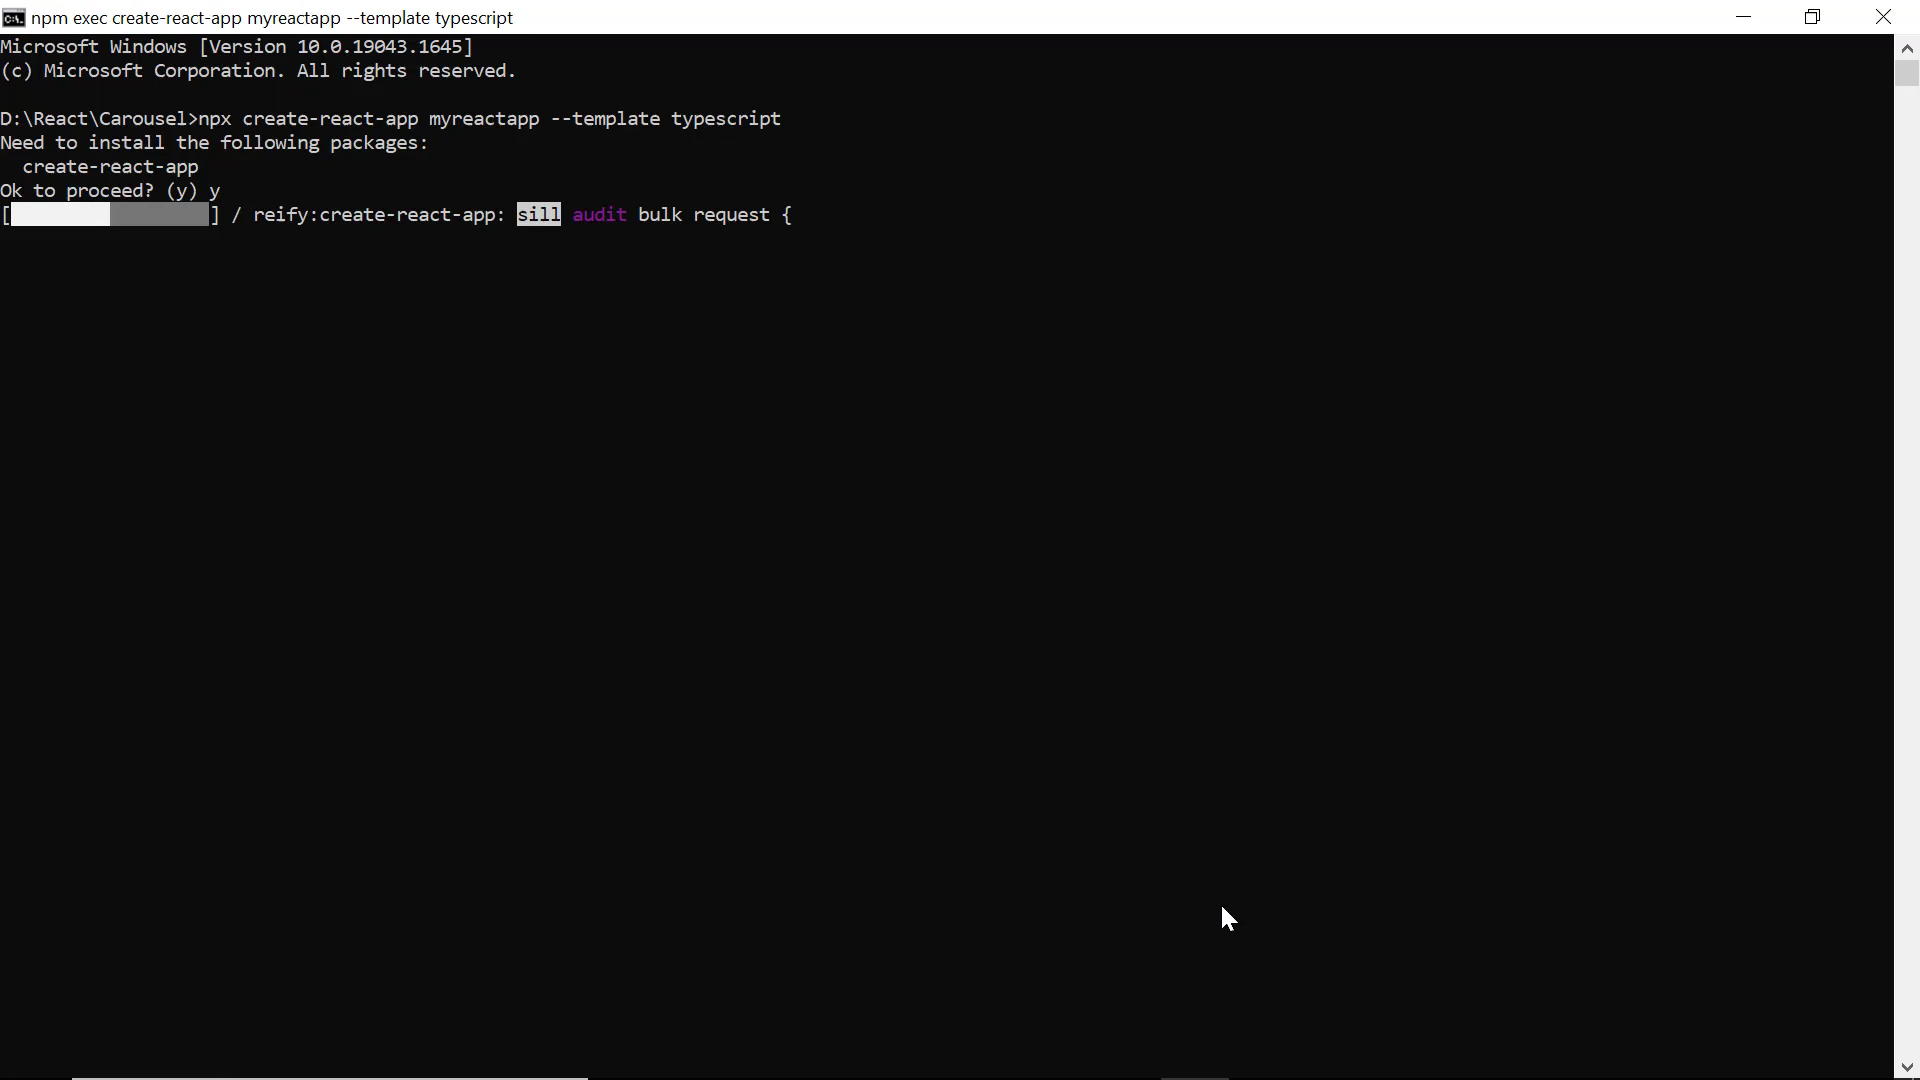 npm exec create-react-app myreactapp --template typescript
Microsoft Windows [Version 10.0.19043.1645]
(c) Microsoft Corporation. All rights reserved.
D:\React\Carousel>npx create-react-app myreactapp --template typescript
Need to install the following packages:
  create-react-app
Ok to proceed? (y) y
[                  ] / reify:create-react-app: sill audit bulk request {